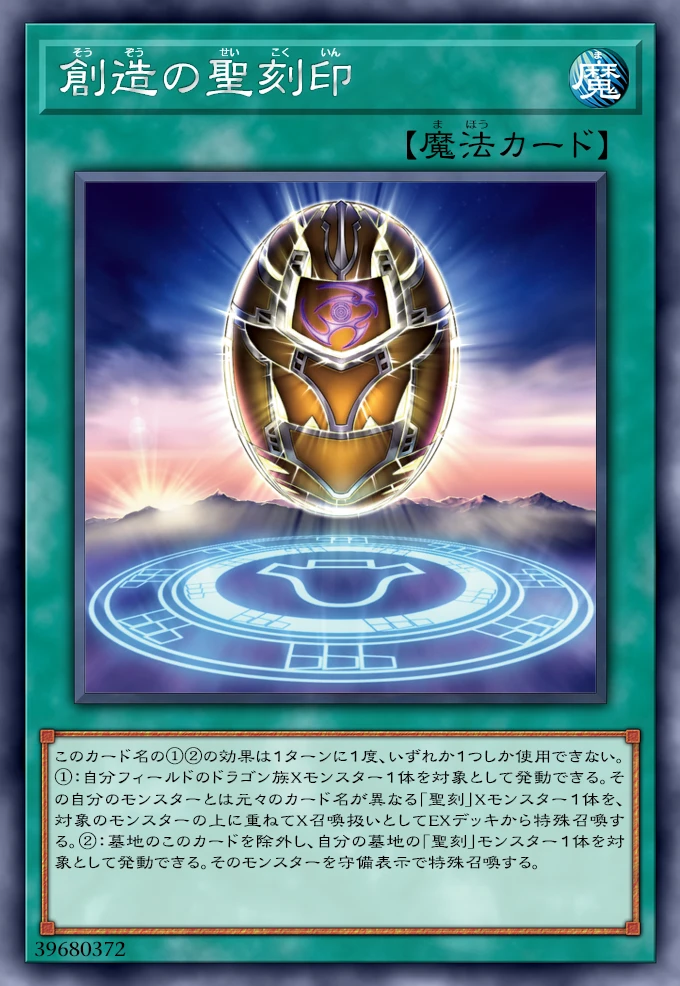 創造の聖刻印
そうぞうのせいこくいん
魔
【魔法カード】
このカード名の①②の効果は1ターンに1度、いずれか1つしか使用できない。
①：自分フィールドのドラゴン族Xモンスター1体を対象として発動できる。そ
の自分のモンスターとは元々のカード名が異なる「聖刻」Xモンスター1体を、
対象のモンスターの上に重ねてX召喚扱いとしてEXデッキから特殊召喚す
る。②：墓地のこのカードを除外し、自分の墓地の「聖刻」モンスター1体を対
象として発動できる。そのモンスターを守備表示で特殊召喚する。
39680372